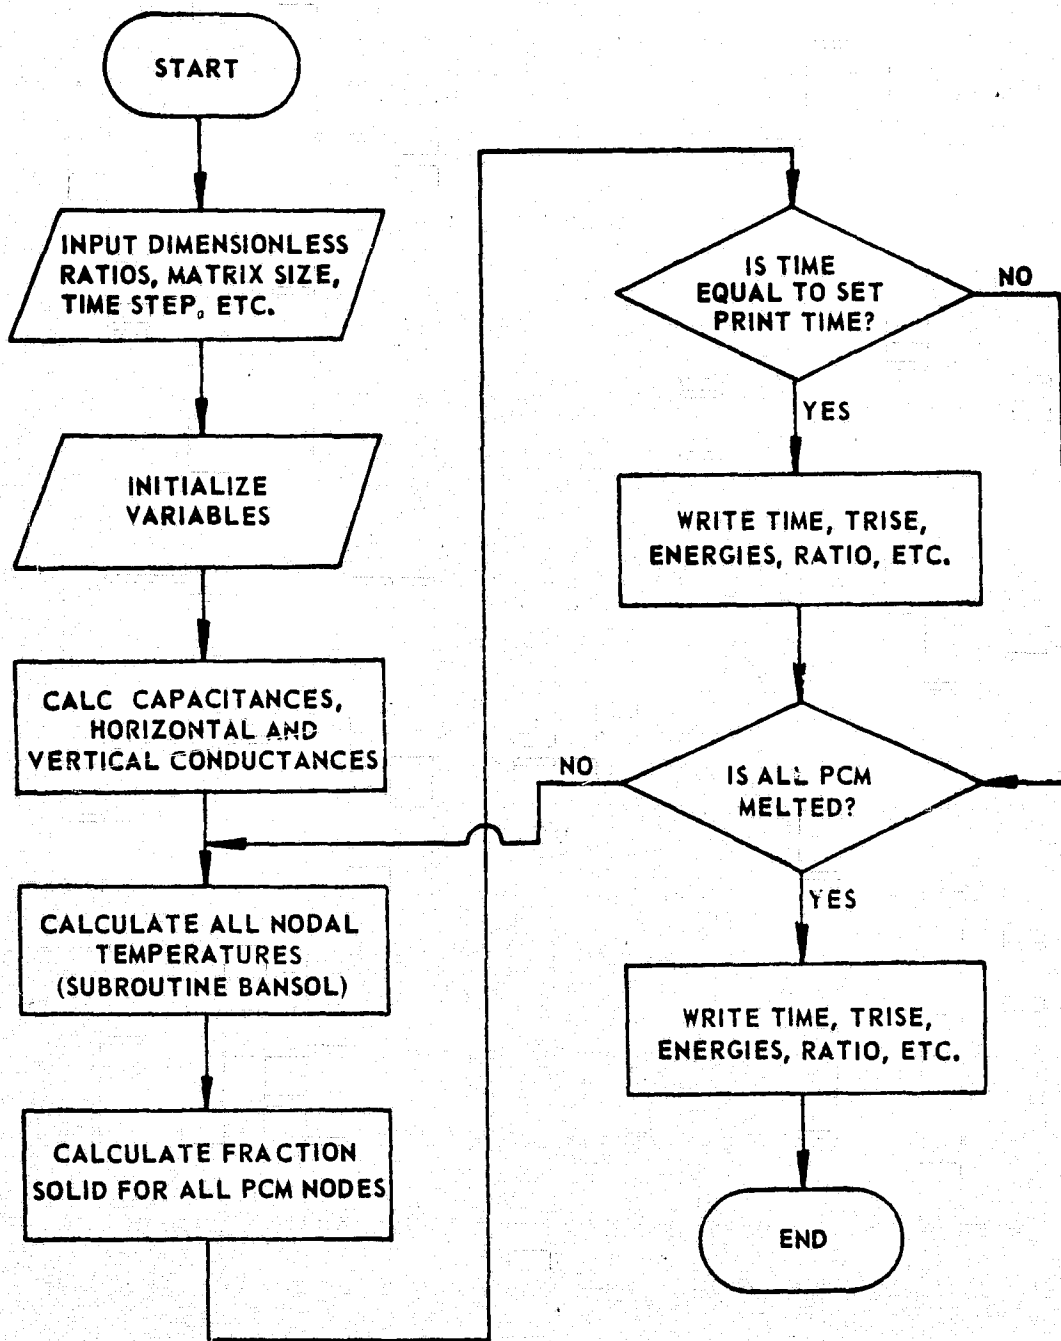 START
INPUT DIMENSIONLESS
RATIOS, MATRIX SIZE,
TIME STEP, ETC.
INITIALIZE
VARIABLES
CALC CAPACITANCES,
HORIZONTAL AND
VERTICAL CONDUCTANCES
CALCULATE ALL NODAL
TEMPERATURES
(SUBROUTINE BANSOL)
CALCULATE FRACTION
SOLID FOR ALL PCM NODES
IS TIME
EQUAL TO SET
PRINT TIME?
NO
YES
WRITE TIME, TRISE,
ENERGIES, RATIO, ETC.
IS ALL PCM
MELTED?
NO
YES
WRITE TIME, TRISE,
ENERGIES, RATIO, ETC.
END